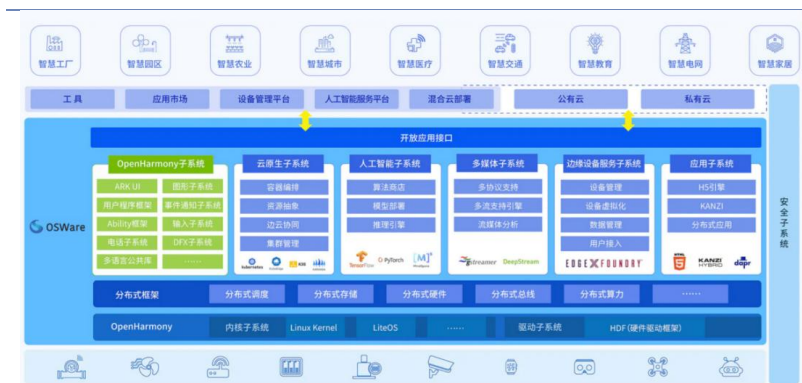 智慧工厂 智慧园区 智慧农业 智慧城市 智慧医疗 智慧交通 智慧教育 智慧电网 智慧家居
工具 应用市场 设备管理平台 人工智能服务平台 混合云部署 公有云 私有云
开放应用接口
OpenHarmony子系统 云原生子系统 人工智能子系统 多媒体子系统 边缘设备服务子系统 应用子系统
ARK UI 图形子系统 容器编排 算法商店 多协议支持 设备管理 H5引擎
用户程序框架 事件通知子系统 资源抽象 模型部署 多流支持引擎 设备虚拟化 KANZI
Ability框架 输入子系统 边云协同 推理引擎 流媒体分析 数据管理 分布式应用
OSWare
电话子系统 DFX子系统 集群管理 用户接入
多语言公共库 ……
kubernetes TensorFlow PyTorch [M]® Gstreamer DeepStream EDGE X FOUNDRY HTML KANZI HYBRID dapr
分布式框架 分布式调度 分布式存储 分布式硬件 分布式总线 分布式算力 ……
OpenHarmony 内核子系统 Linux Kernel LiteOS …… 驱动子系统 HDF (硬件驱动框架)
安全子系统